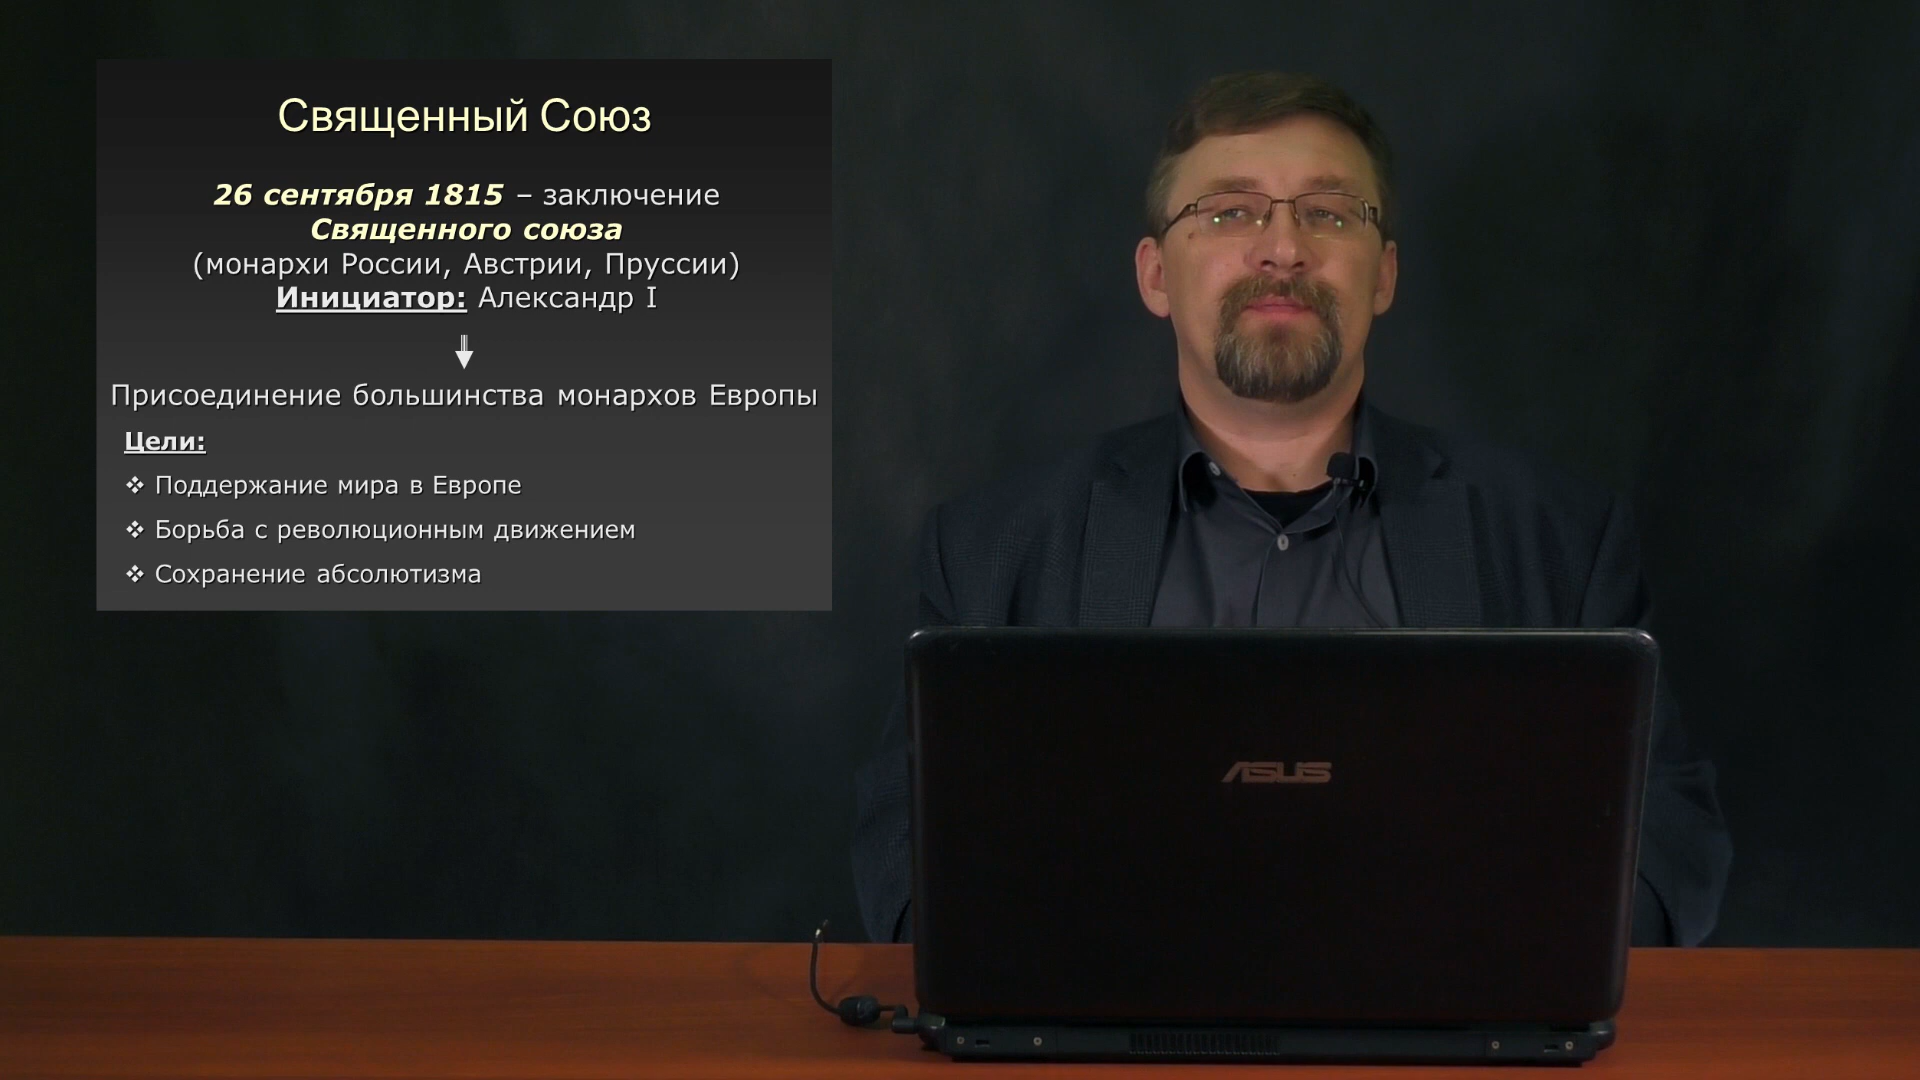 Священный Союз
26 сентября 1815 – заключение
Священного союза
(монархи России, Австрии, Пруссии)
Инициатор: Александр I
Присоединение большинства монархов Европы
Цели:
❖ Поддержание мира в Европе
❖ Борьба с революционным движением
❖ Сохранение абсолютизма
ASUS